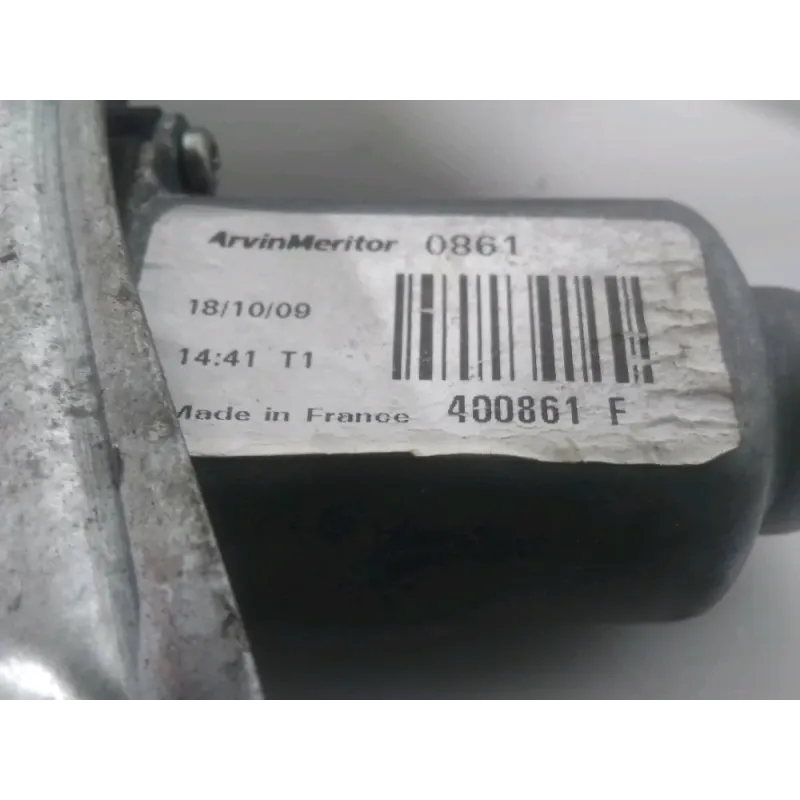 ArvinMeritor 0861
18/10/09
14:41 T1
Made in France 400861 F